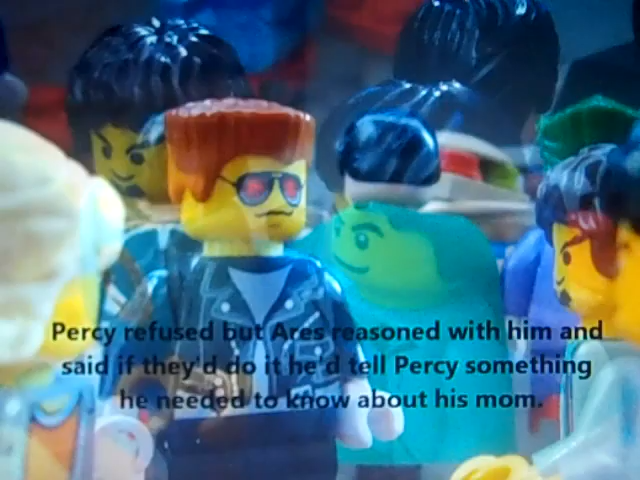 Percy refused but Ares reasoned with him and
said if they'd do it he'd tell Percy something
he needed to know about his mom.